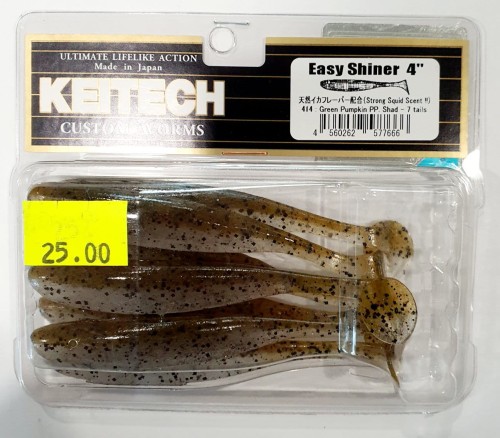 ULTIMATE LIFELIKE ACTION
Made in Japan
KEITECH
CUSTOM WORMS
Easy Shiner 4"
天然イカフレーバー配合(Strong Squid Scent !!)
414 Green Pumpkin PP. Shad - 7 tails
4 560262 577666
25.00